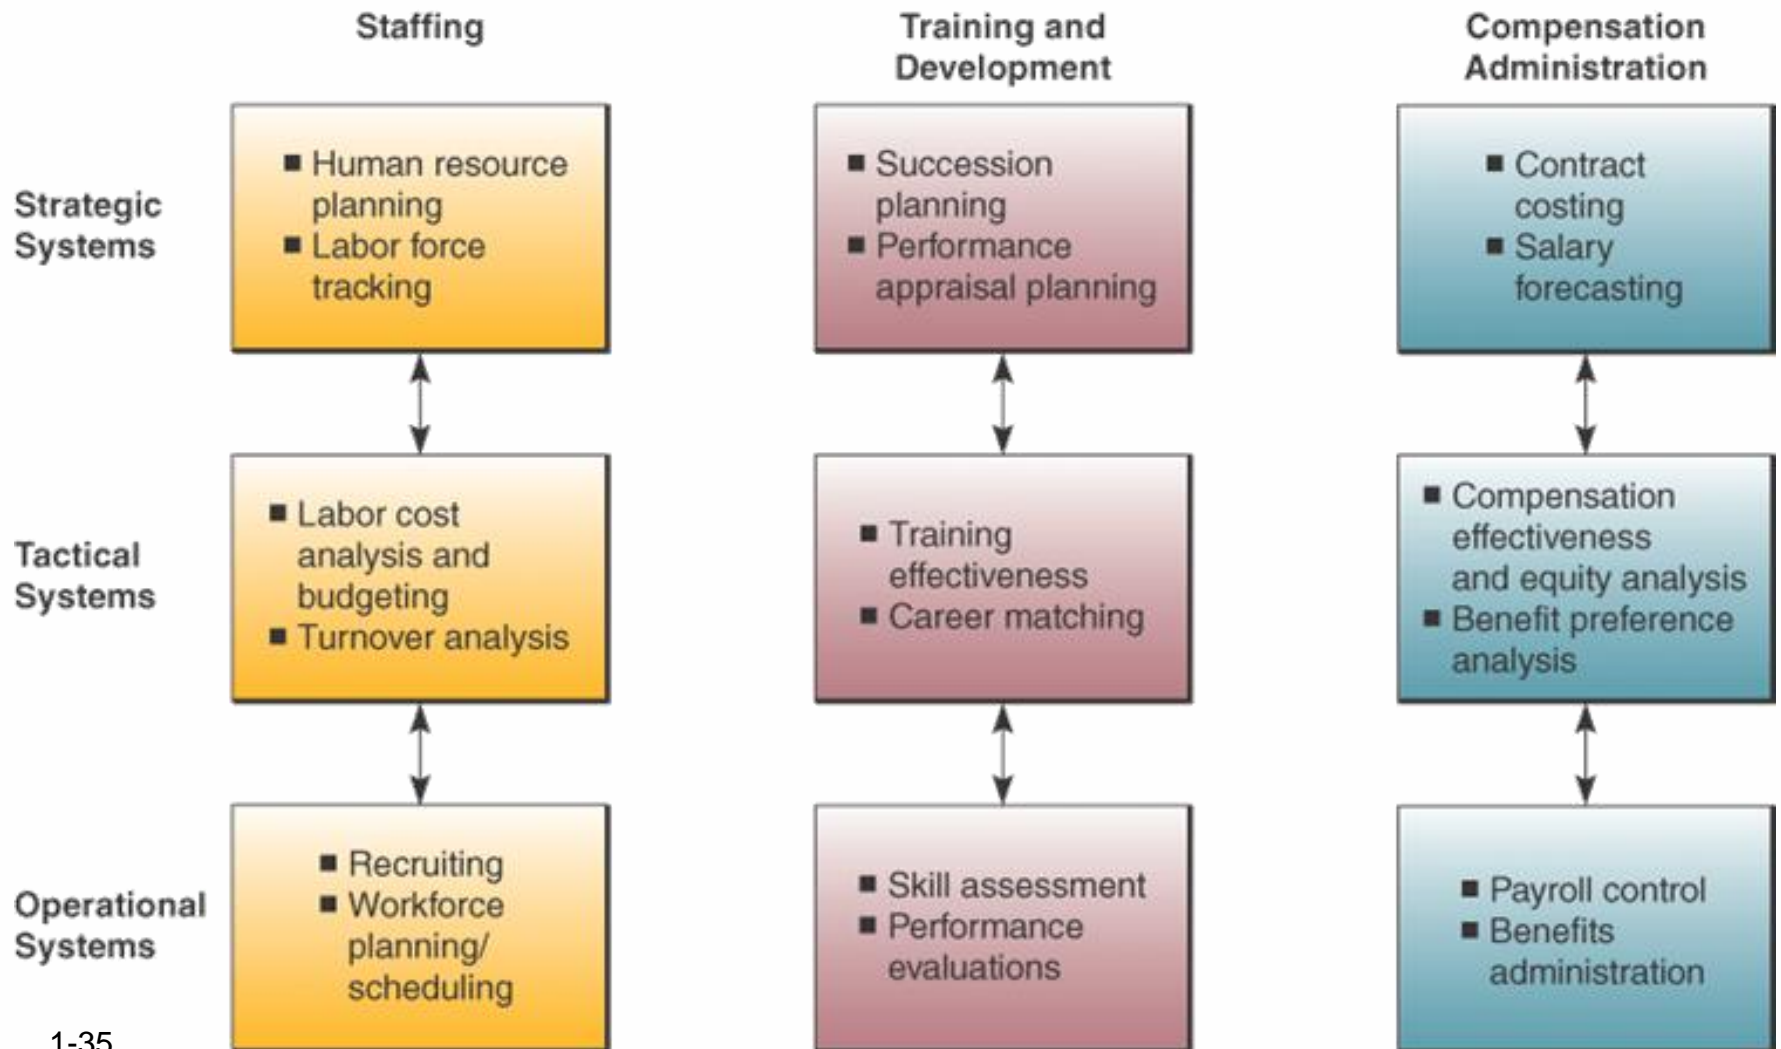 Staffing
Training and
Development
Compensation
Administration
Strategic
Systems
■ Human resource
planning
■ Labor force
tracking
■ Succession
planning
■ Performance
appraisal planning
■ Contract
costing
■ Salary
forecasting
Tactical
Systems
■ Labor cost
analysis and
budgeting
■ Turnover analysis
■ Training
effectiveness
■ Career matching
■ Compensation
effectiveness
and equity analysis
■ Benefit preference
analysis
Operational
Systems
■ Recruiting
■ Workforce
planning/
scheduling
■ Skill assessment
■ Performance
evaluations
■ Payroll control
■ Benefits
administration
1-35